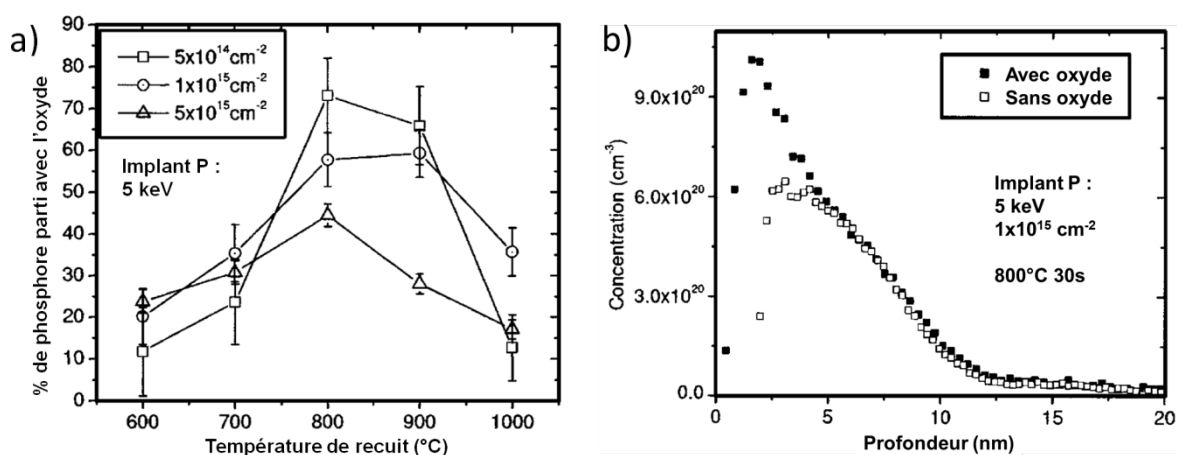 a)
% de phosphore parti avec l'oxyde
90
80
70
60
50
40
30
20
10
0
5x10¹⁴cm⁻²
1x10¹⁵cm⁻²
5x10¹⁵cm⁻²
Implant P :
5 keV
600 700 800 900 1000
Température de recuit (°C)
b)
Concentration (cm⁻³)
9.0x10²⁰
6.0x10²⁰
3.0x10²⁰
0.0
Avec oxyde
Sans oxyde
Implant P :
5 keV
1x10¹⁵ cm⁻²
800°C 30s
0 5 10 15 20
Profondeur (nm)